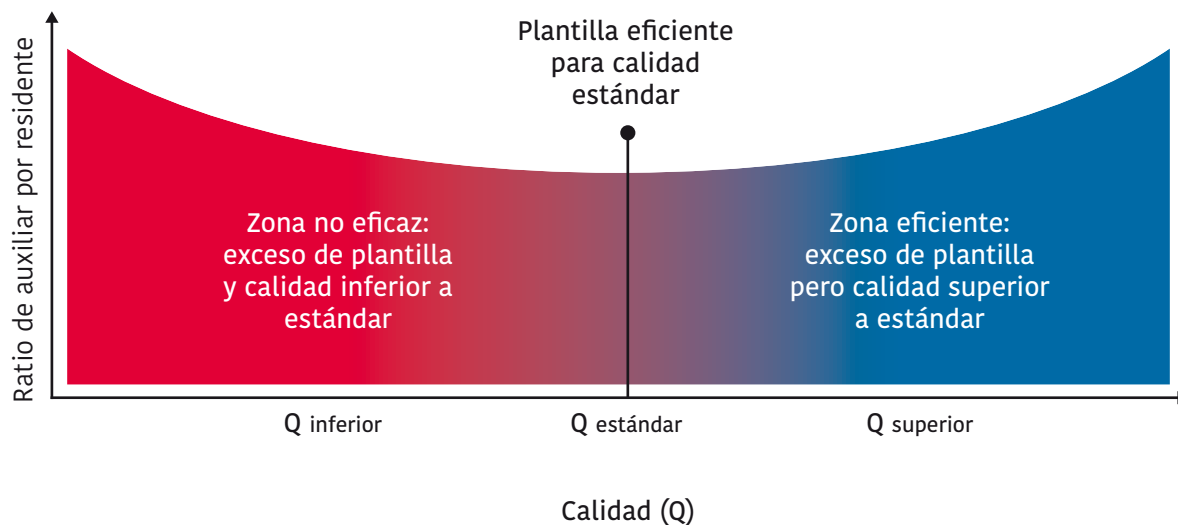 Plantilla eficiente
para calidad
estándar
Ratio de auxiliar por residente
Zona no eficaz:
exceso de plantilla
y calidad inferior a
estándar
Zona eficiente:
exceso de plantilla
pero calidad superior
a estándar
Q inferior
Q estándar
Q superior
Calidad (Q)